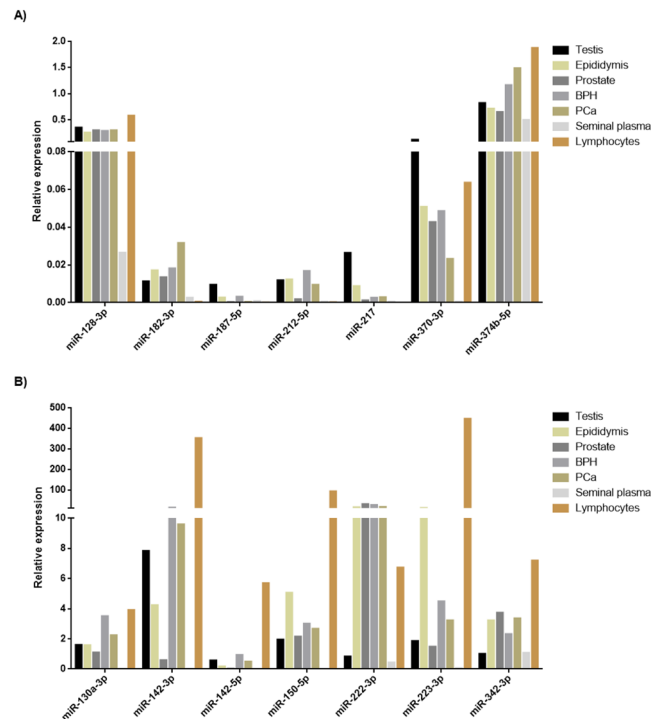 A)
Relative expression
2.0
1.5
1.0
0.5
0.08
0.06
0.04
0.02
0.00
miR-128-3p
miR-182-3p
miR-187-5p
miR-212-5p
miR-217
miR-370-3p
miR-374b-5p
Testis
Epididymis
Prostate
BPH
PCa
Seminal plasma
Lymphocytes
B)
Relative expression
500
400
300
200
100
10
8
6
4
2
0
miR-130a-3p
miR-142-3p
miR-142-5p
miR-150-5p
miR-222-3p
miR-223-3p
miR-342-3p
Testis
Epididymis
Prostate
BPH
PCa
Seminal plasma
Lymphocytes